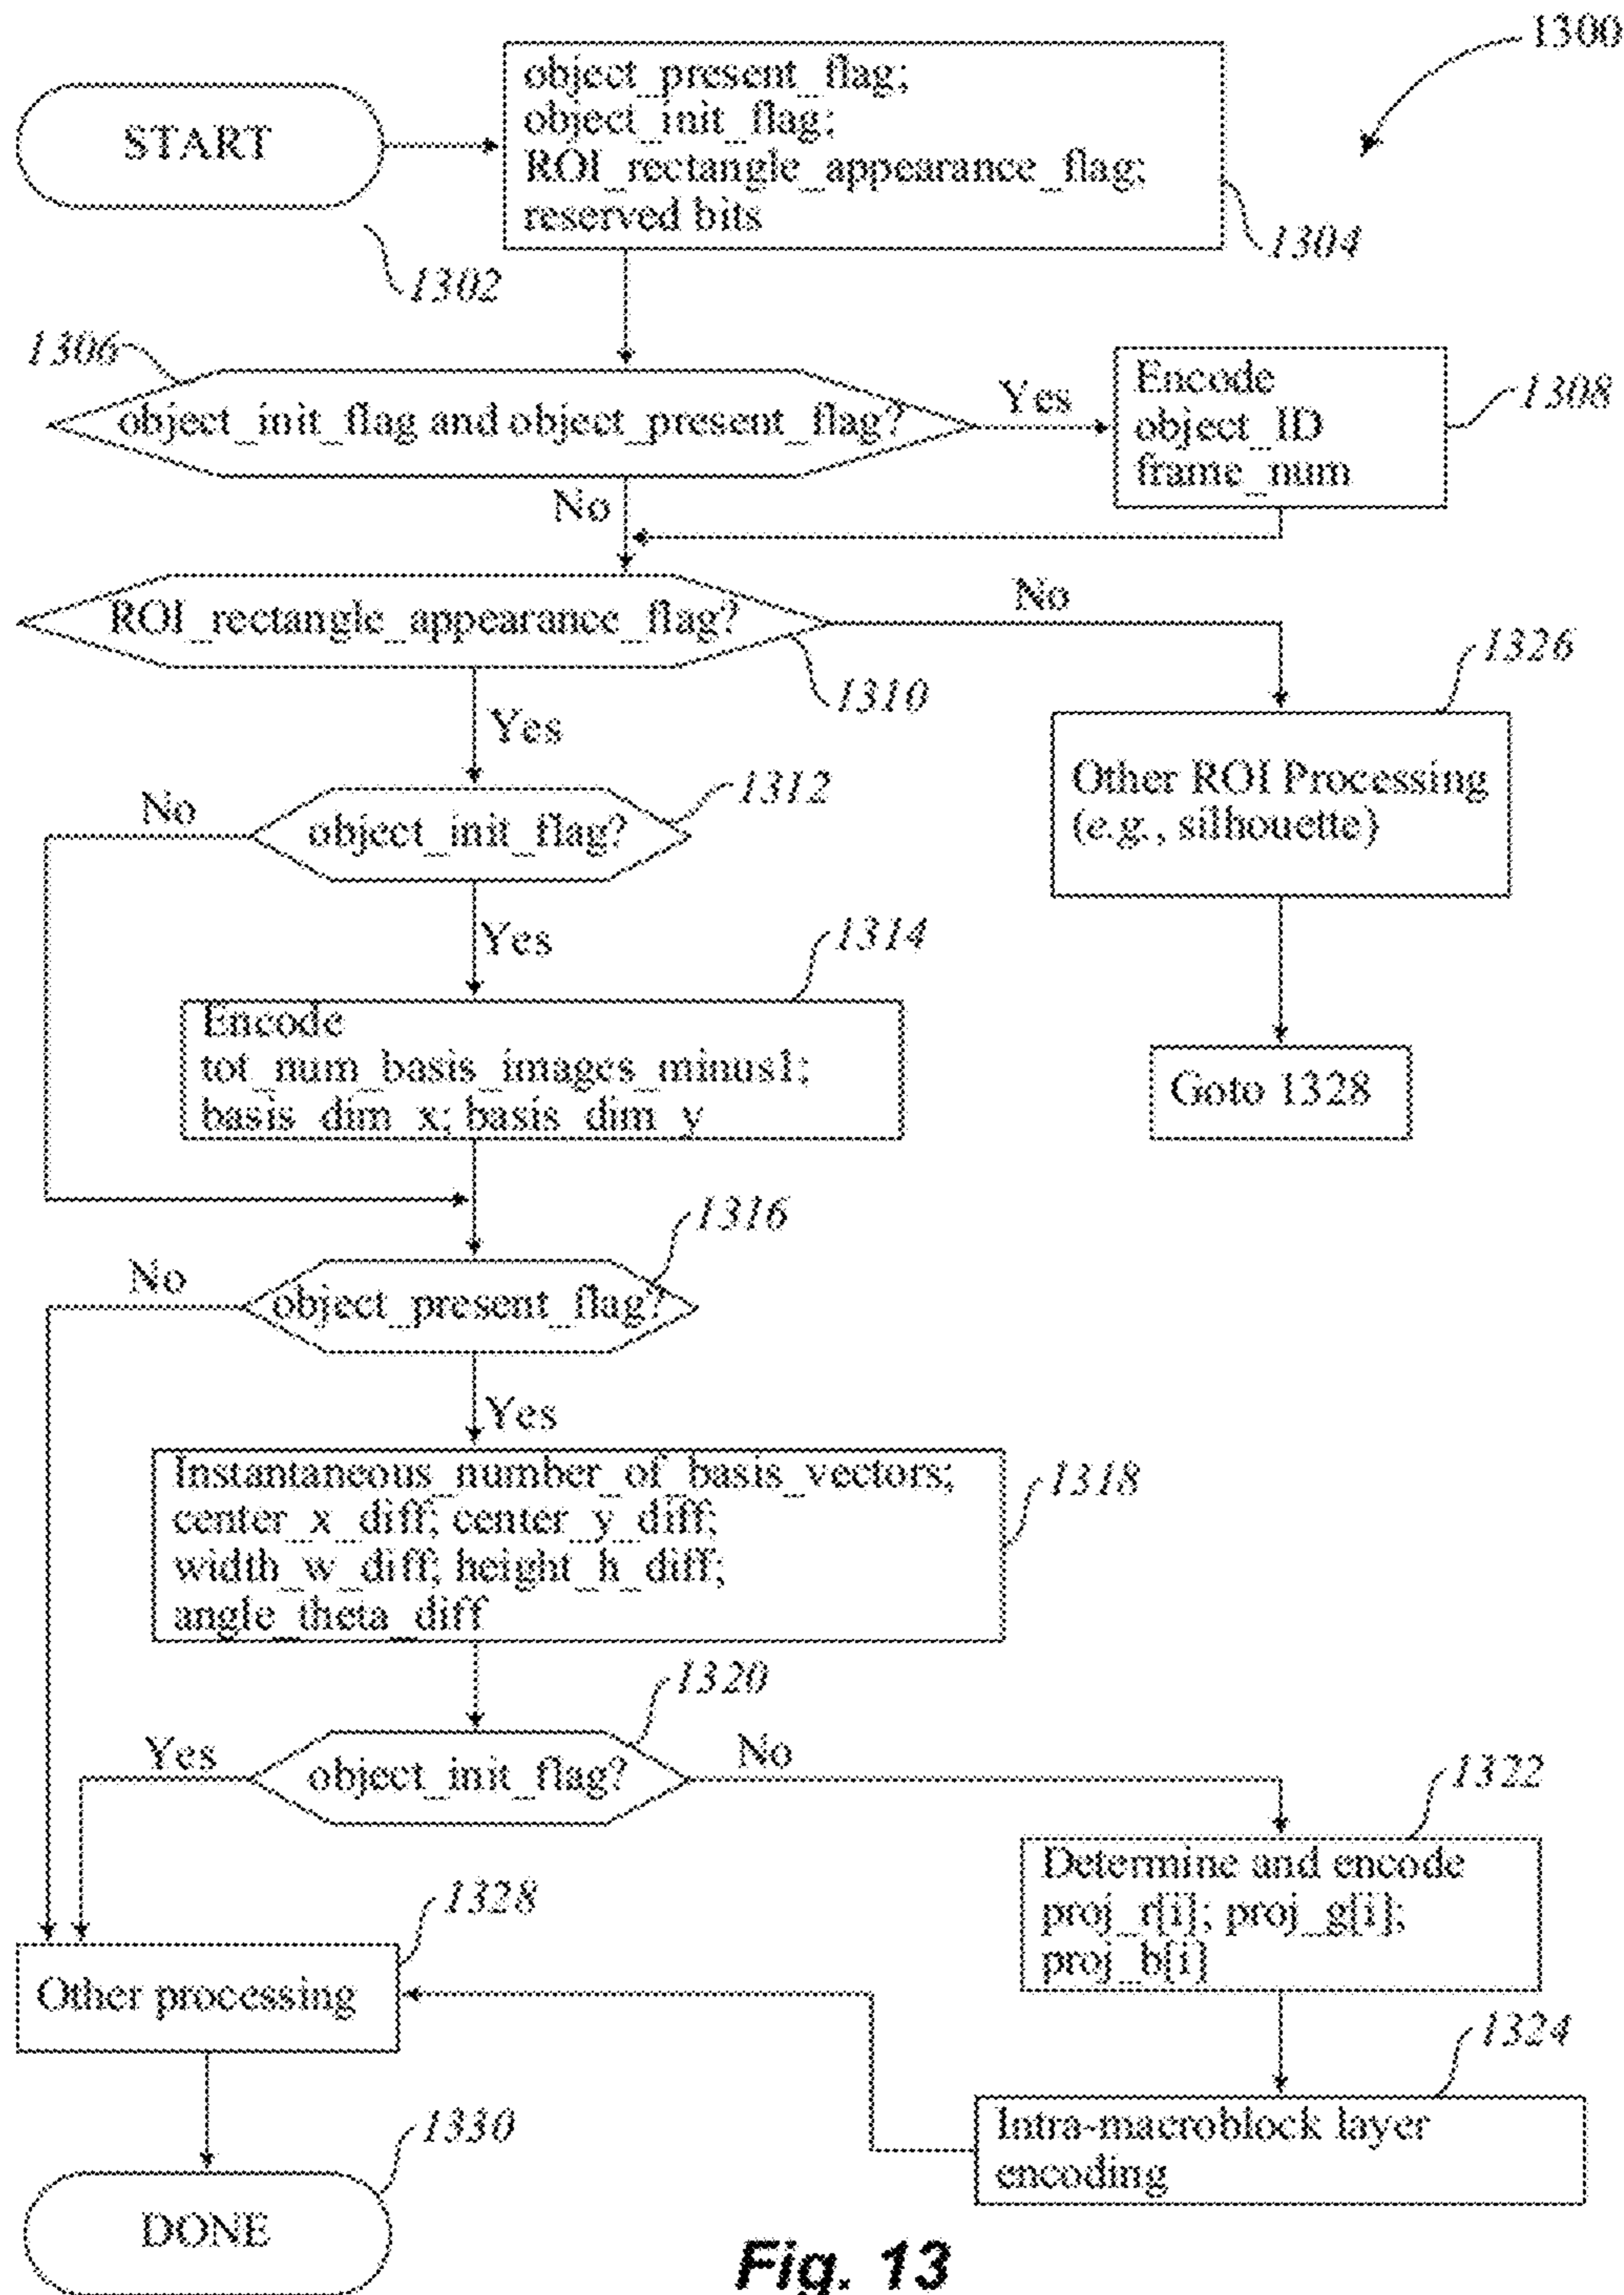 1300
START
object_present_flag;
object_init_flag;
ROI_rectangle_appearance_flag;
reserved bits
1302
1304
1306
object_init_flag and object_present_flag?
Yes
Encode
object_ID
frame_num
1308
No
ROI_rectangle_appearance_flag?
No
1310
1326
Yes
Other ROI Processing
(e.g., silhouette)
1312
No
object_init_flag?
Yes
1314
Encode
tot_num_basis_images_minus1;
basis_dim_x; basis_dim_y
Goto 1328
1316
No
object_present_flag?
Yes
Instantaneous_number_of_basis_vectors;
center_x_diff; center_y_diff;
width_w_diff; height_h_diff;
angle_theta_diff
1318
1320
Yes
object_init_flag?
No
1322
Determine and encode
proj_r[i]; proj_g[i];
proj_b[i]
1328
Other processing
1324
Intra-macroblock layer
encoding
1330
DONE
Fig. 13